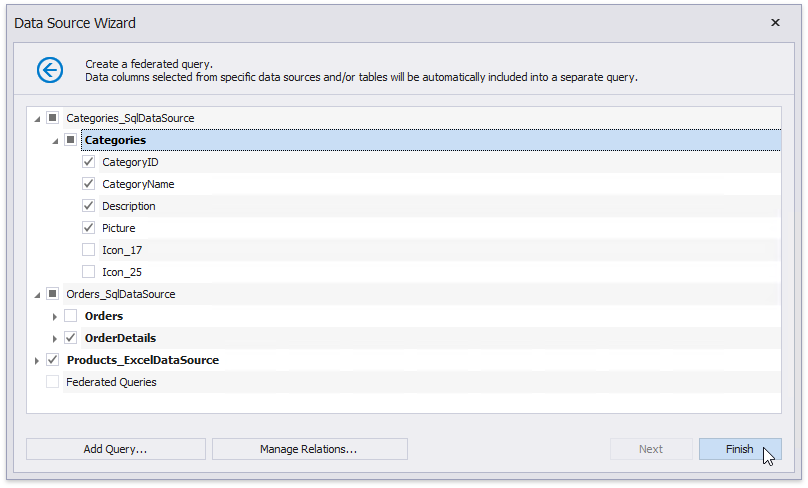 Data Source Wizard
Create a federated query.
Data columns selected from specific data sources and/or tables will be automatically included into a separate query.
Categories_SqlDataSource
Categories
CategoryID
CategoryName
Description
Picture
Icon_17
Icon_25
Orders_SqlDataSource
Orders
OrderDetails
Products_ExcelDataSource
Federated Queries
Add Query...
Manage Relations...
Next
Finish